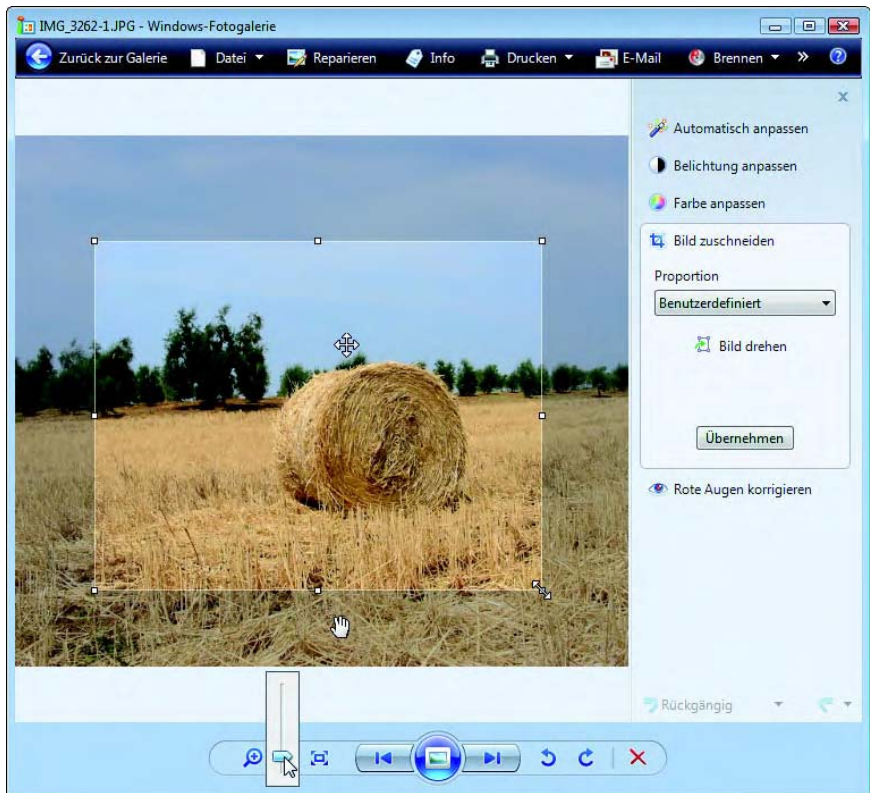 IMG_3262-1.JPG - Windows-Fotogalerie
Zurück zur Galerie Datei Reparieren Info Drucken E-Mail Brennen » ?
x
Automatisch anpassen
Belichtung anpassen
Farbe anpassen
Bild zuschneiden
Proportion
Benutzerdefiniert
Bild drehen
Übernehmen
Rote Augen korrigieren
Rückgängig